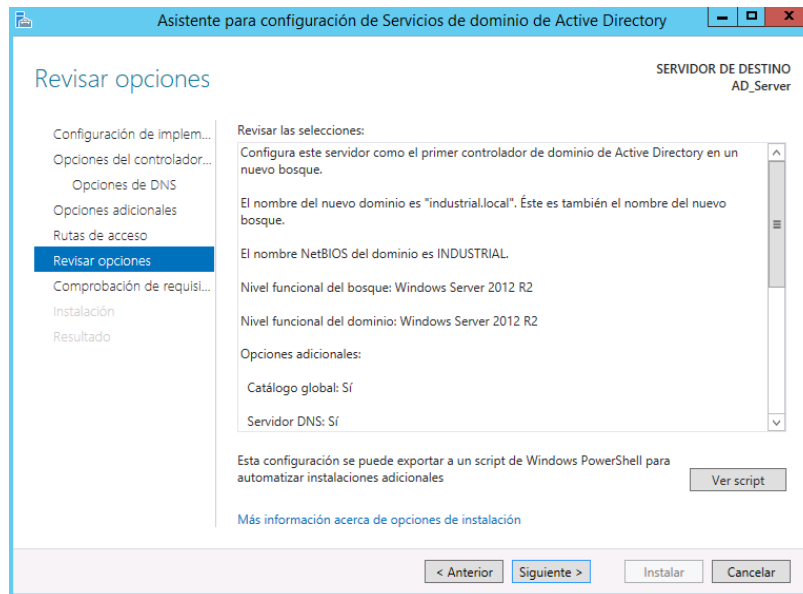 Asistente para configuración de Servicios de dominio de Active Directory
Revisar opciones
SERVIDOR DE DESTINO
AD_Server
Configuración de implem...
Opciones del controlador...
Opciones de DNS
Opciones adicionales
Rutas de acceso
Revisar opciones
Comprobación de requisi...
Instalación
Resultado
Revisar las selecciones:
Configura este servidor como el primer controlador de dominio de Active Directory en un
nuevo bosque.
El nombre del nuevo dominio es "industrial.local". Éste es también el nombre del nuevo
bosque.
El nombre NetBIOS del dominio es INDUSTRIAL.
Nivel funcional del bosque: Windows Server 2012 R2
Nivel funcional del dominio: Windows Server 2012 R2
Opciones adicionales:
Catálogo global: Sí
Servidor DNS: Sí
Esta configuración se puede exportar a un script de Windows PowerShell para
automatizar instalaciones adicionales
Ver script
Más información acerca de opciones de instalación
< Anterior
Siguiente >
Instalar
Cancelar